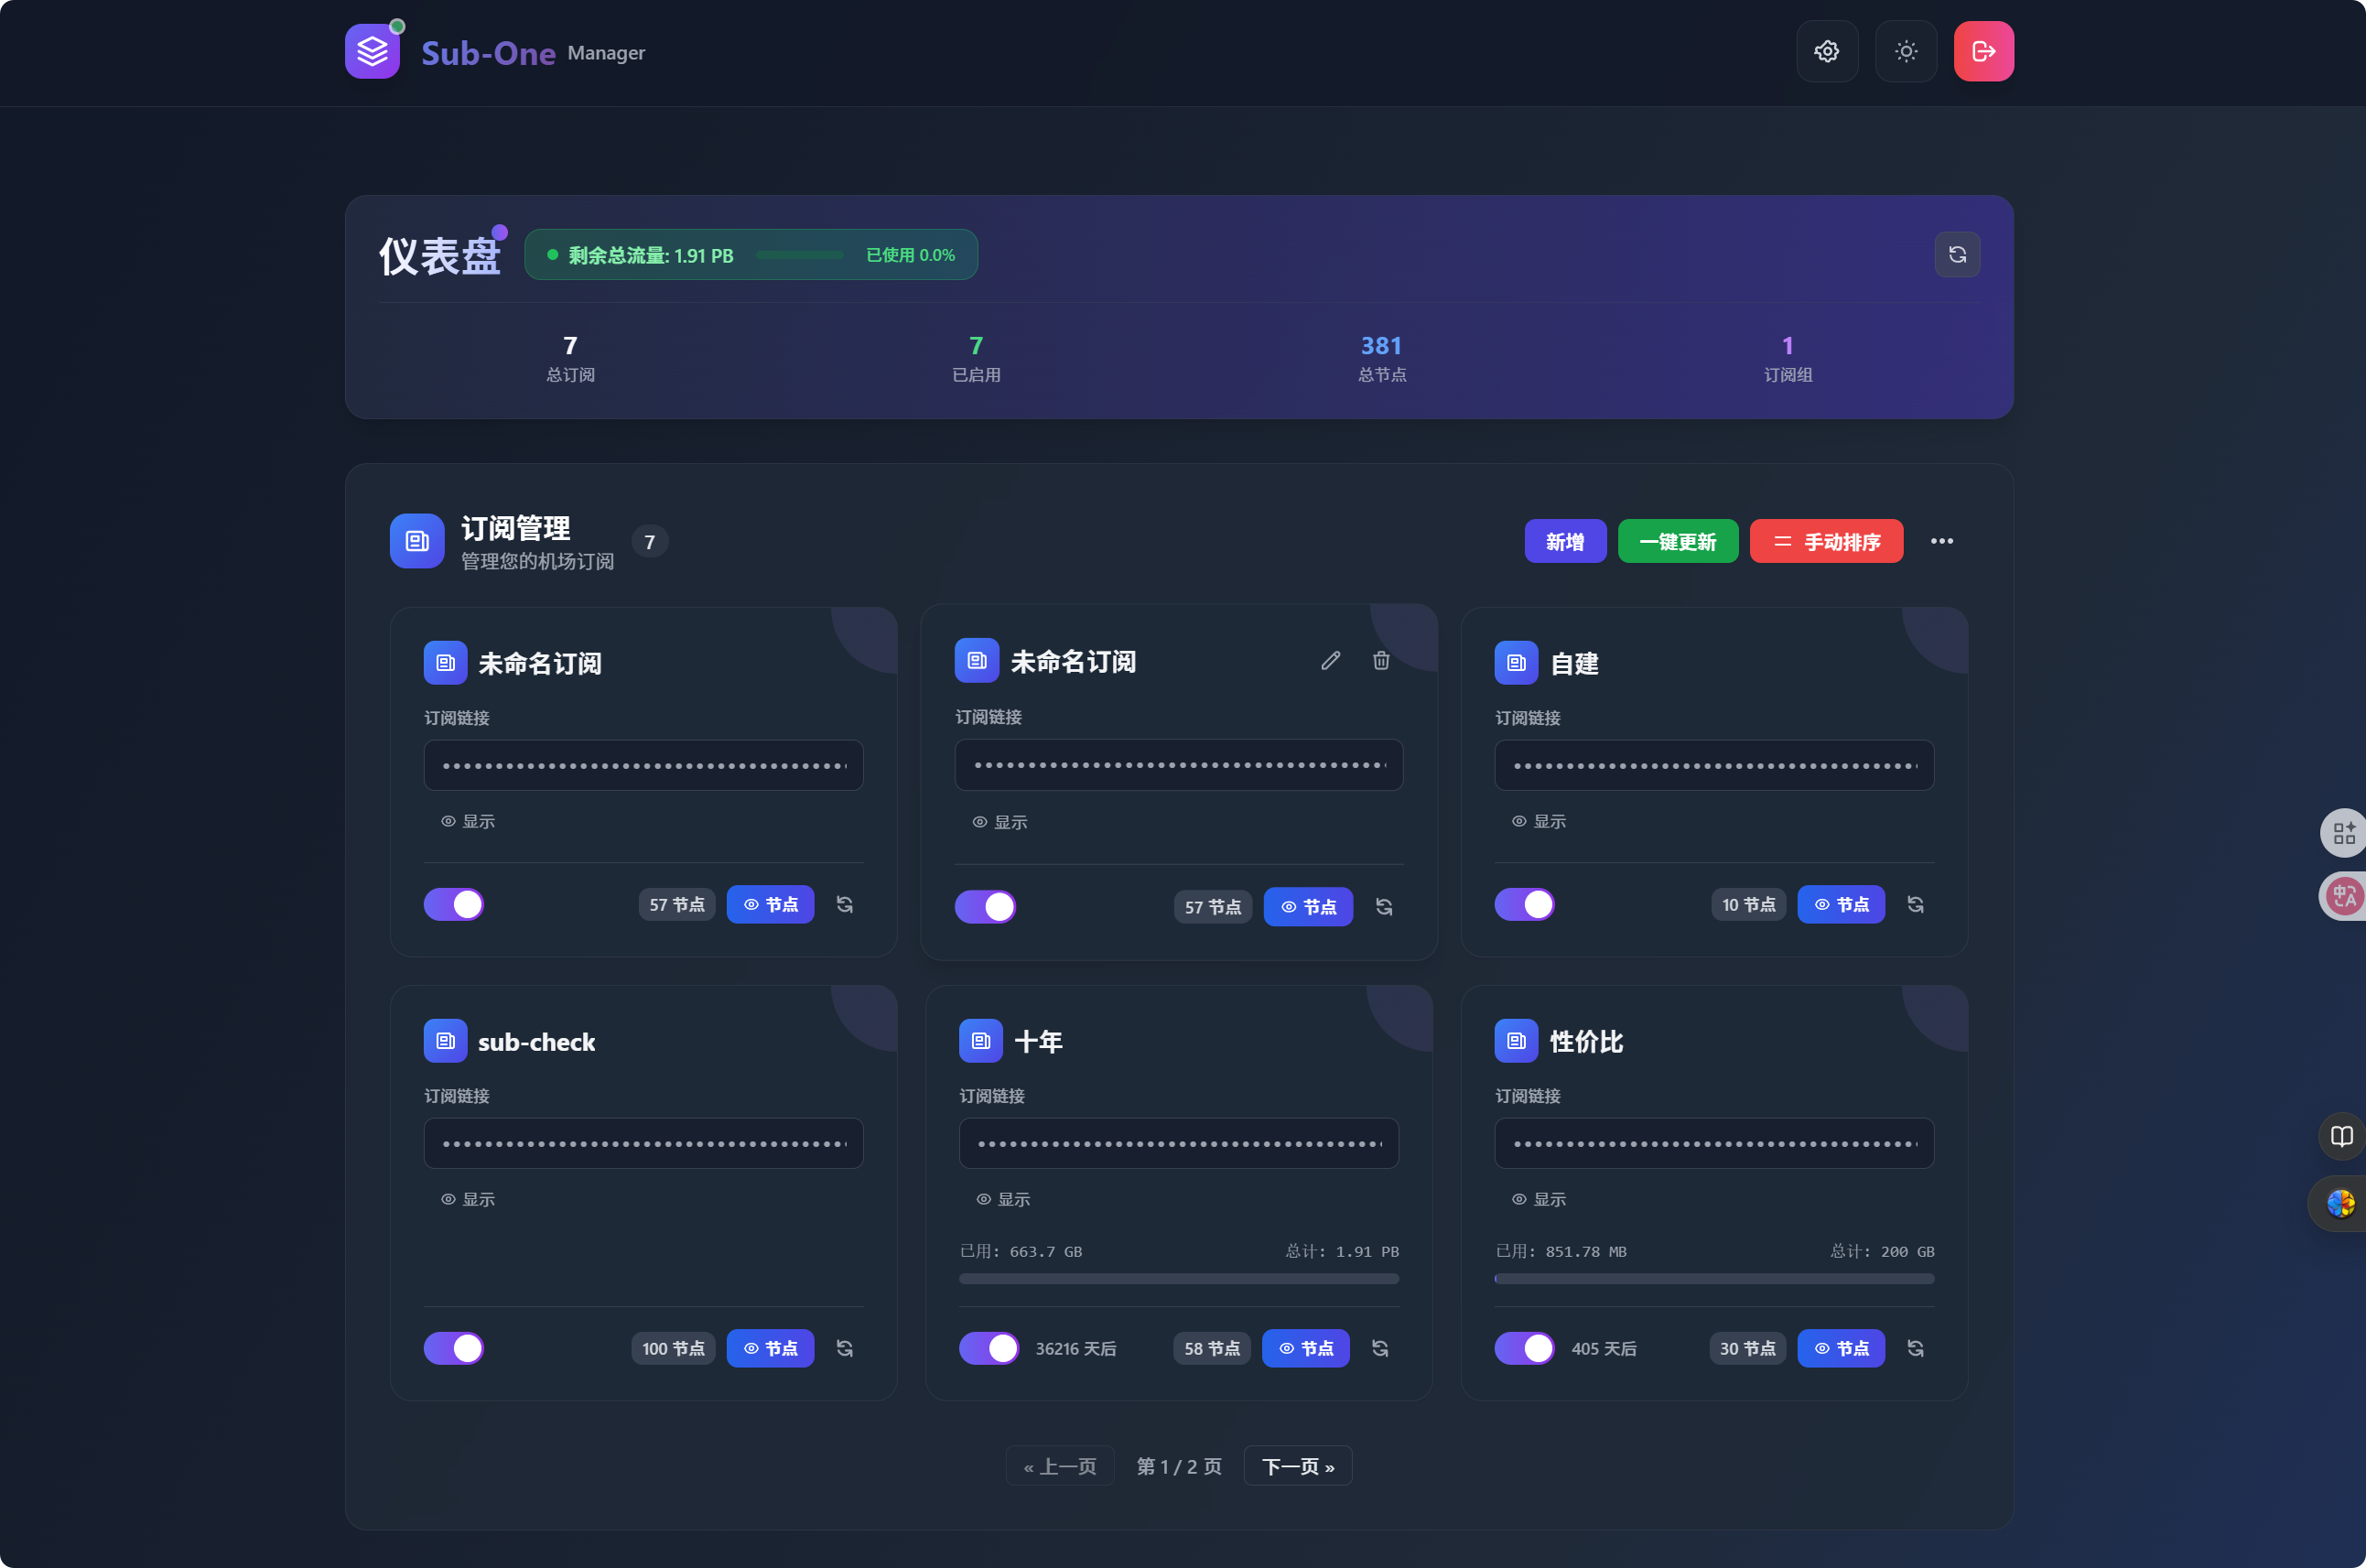 Sub-One Manager
仪表盘
剩余总流量: 1.91 PB
已使用 0.0%
7
总订阅
7
已启用
381
总节点
1
订阅组
订阅管理
管理您的机场订阅
7
新增
一键更新
手动排序
未命名订阅
订阅链接
显示
57 节点
节点
未命名订阅
订阅链接
显示
57 节点
节点
自建
订阅链接
显示
10 节点
节点
sub-check
订阅链接
显示
100 节点
节点
十年
订阅链接
显示
已用: 663.7 GB
总计: 1.91 PB
36216 天后
58 节点
节点
性价比
订阅链接
显示
已用: 851.78 MB
总计: 200 GB
405 天后
30 节点
节点
« 上一页
第 1 / 2 页
下一页 »
中A